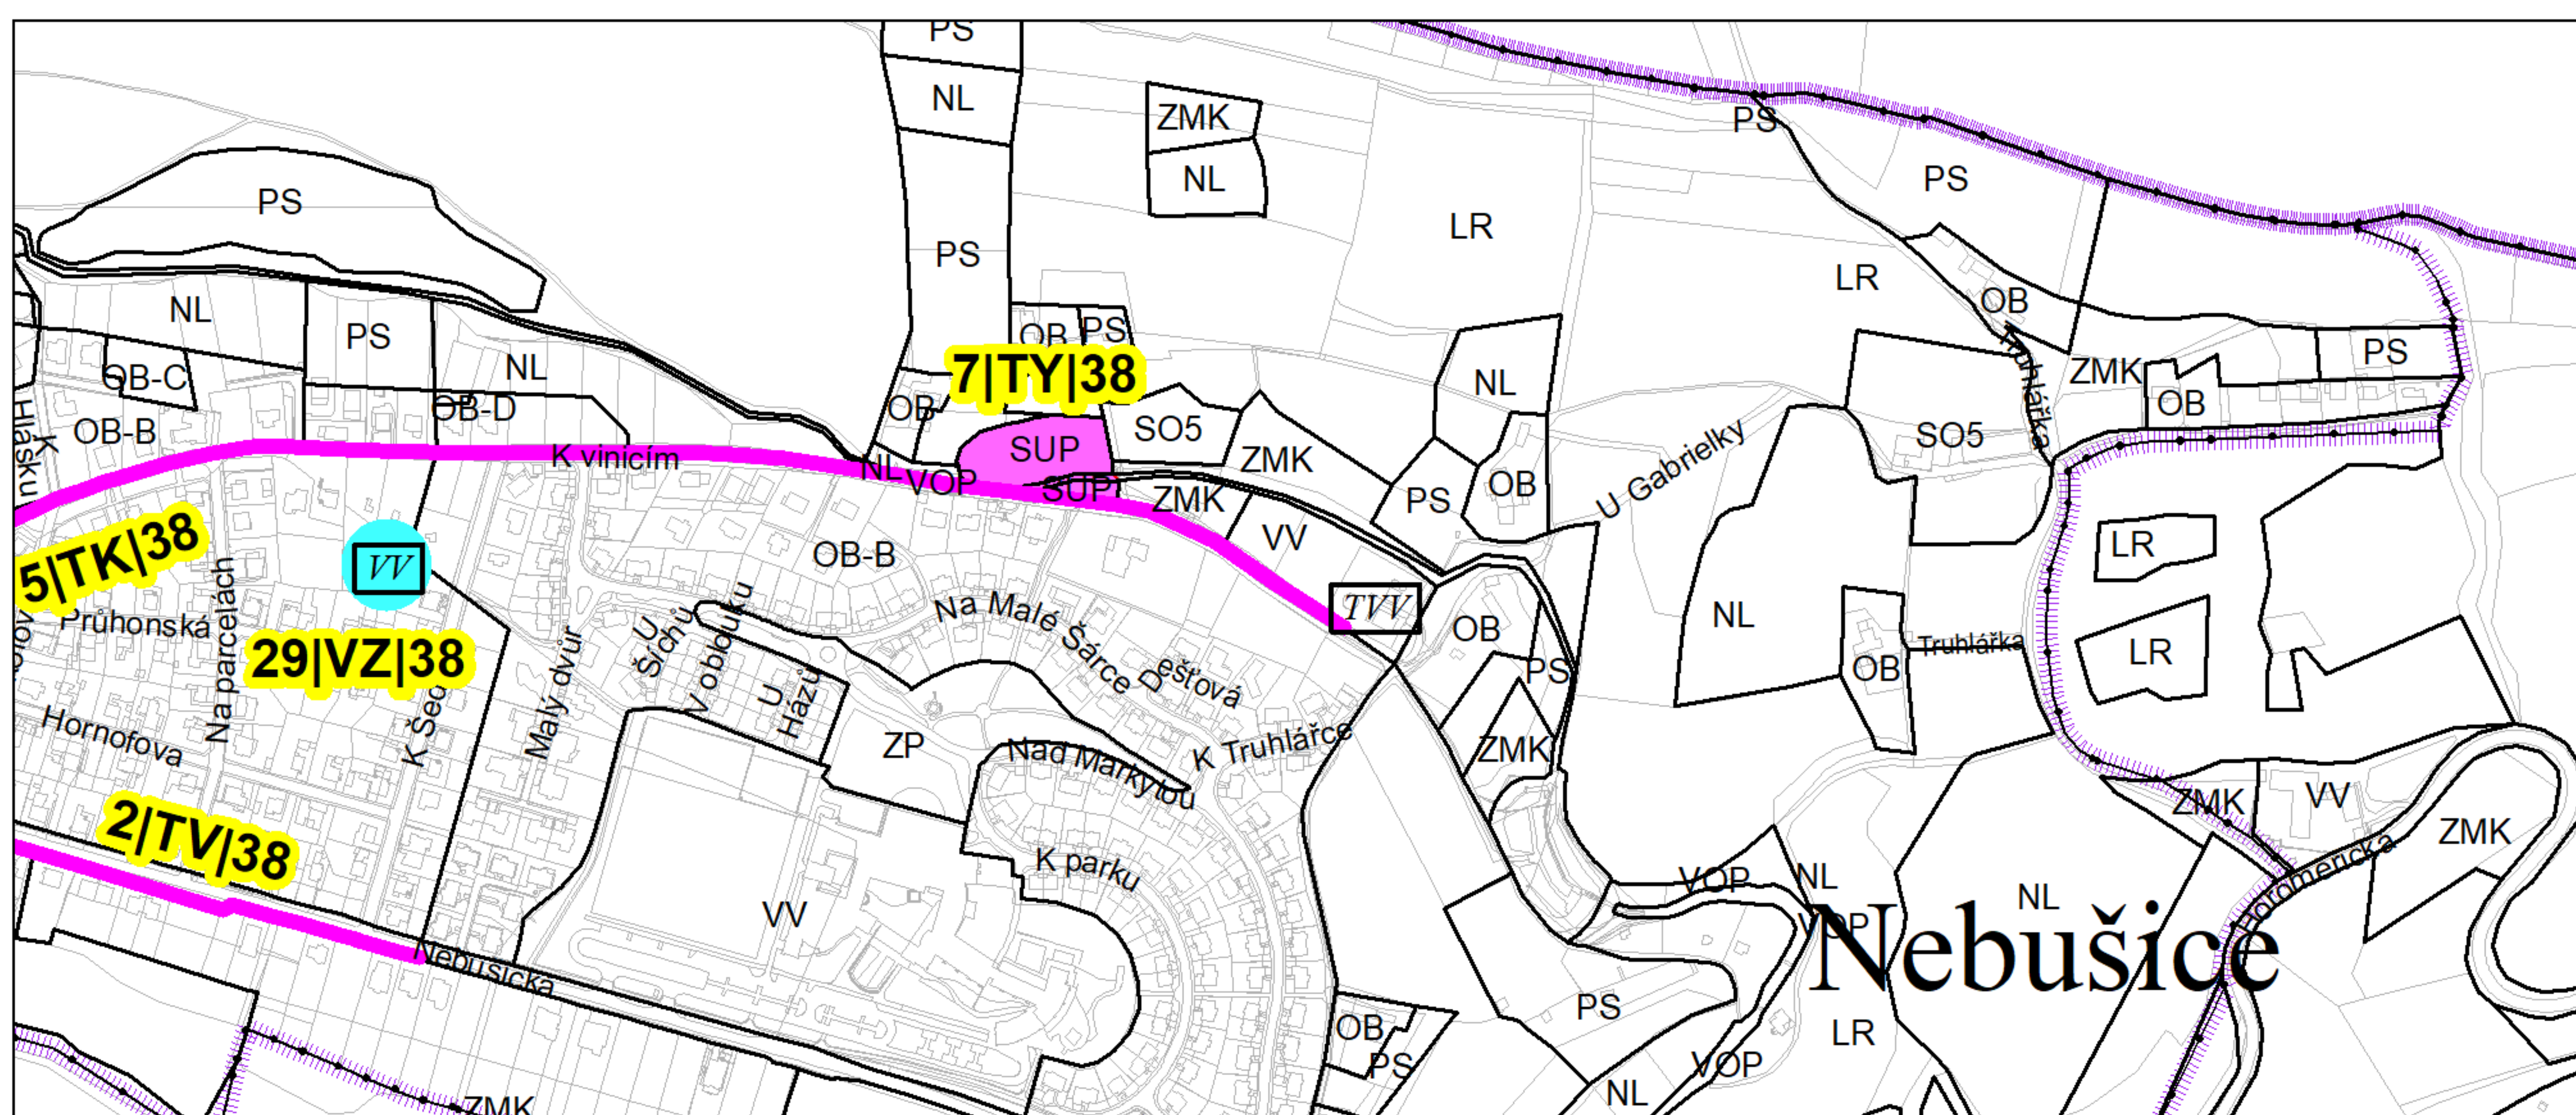 PS
NL
ZMK
PS
PS
NL
PS
LR
PS
LR
OB
NL
PS
OB
PS
Truhlářka
PS
NL
OB-C
7|TY|38
NL
ZMK
OB
OB-D
OB
OB-B
SO5
SO5
SUP
K vinicím
ZMK
NL
VOP
SUP
ZMK
PS
OB
U Gabrielky
K
Hlásku
VV
LR
5|TK|38
VV
OB-B
TVV
NL
Průhonská
Na parcelách
29|VZ|38
U
Šíchů
V oblouku
Na Malé Šárce
OB
Truhlářka
LR
OB
PS
Malý dvůr
U
Házů
Dešťová
Hornofova
ZP
Nad Markytou
K Truhlářce
ZMK
ZMK
VV
ZMK
2|TV|38
K parku
VOP
NL
NL
Horoměřická
VV
VOP
Nebušice
Nebušická
PS
OB
LR
PS
VOP
NL
ZMK